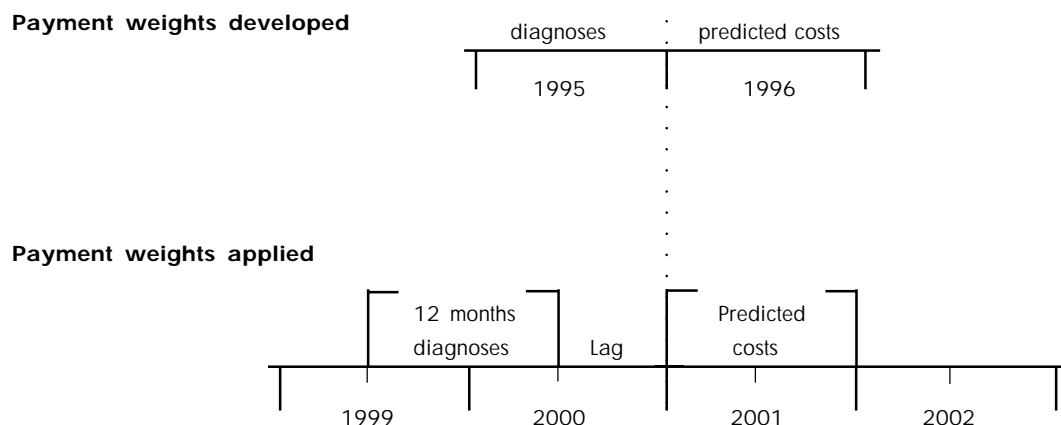 Payment weights developed
diagnoses predicted costs
1995 1996
Payment weights applied
12 months Predicted
diagnoses Lag costs
1999 2000 2001 2002